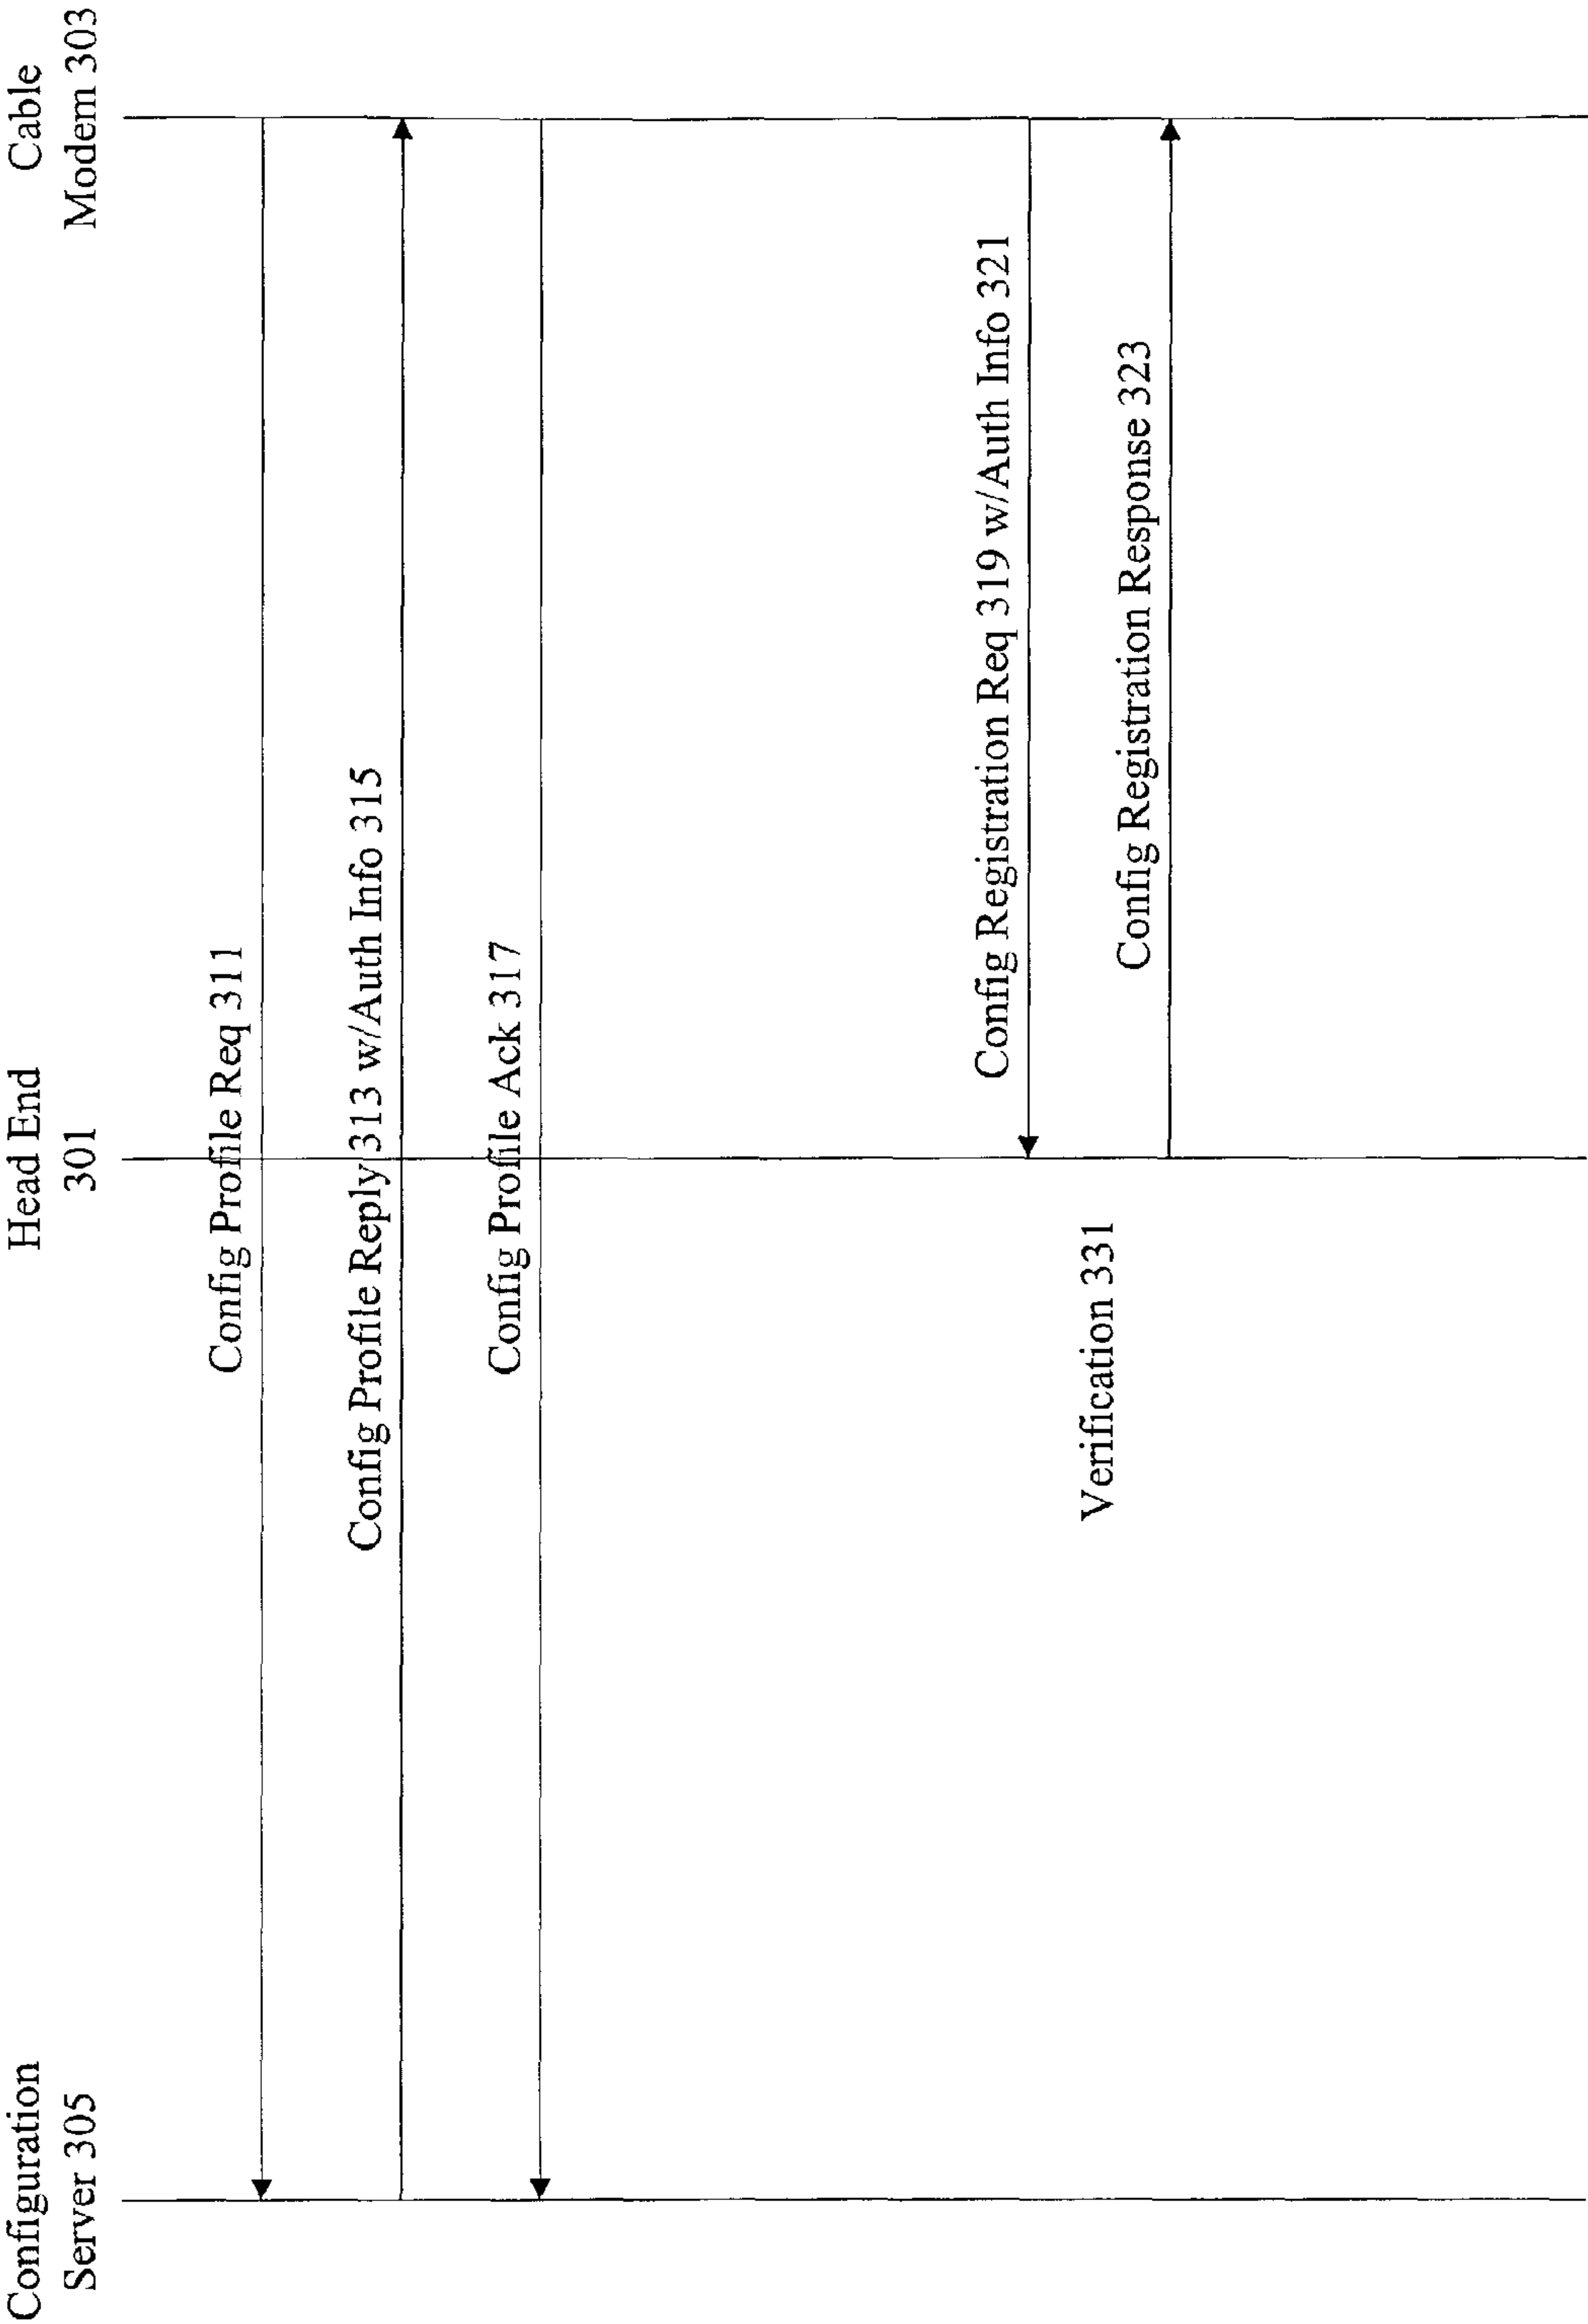 Configuration
Server 305
Head End
301
Cable
Modem 303
Config Profile Req 311
Config Profile Reply 313 w/Auth Info 315
Config Profile Ack 317
Config Registration Req 319 w/Auth Info 321
Verification 331
Config Registration Response 323